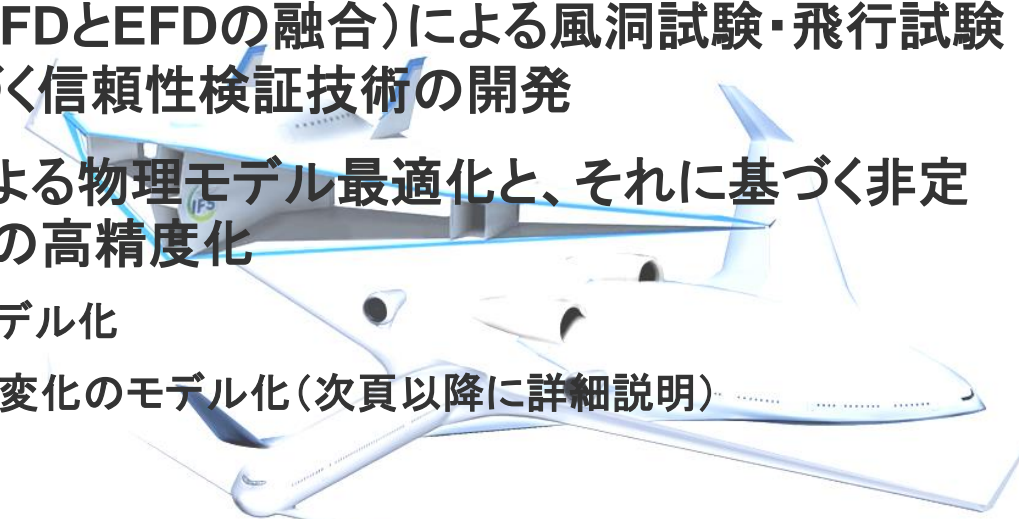 FDとEFDの融合)による風洞試験・飛行試験
く信頼性検証技術の開発
よる物理モデル最適化と、それに基づく非定
の高精度化
デル化
変化のモデル化(次頁以降に詳細説明)
IFS